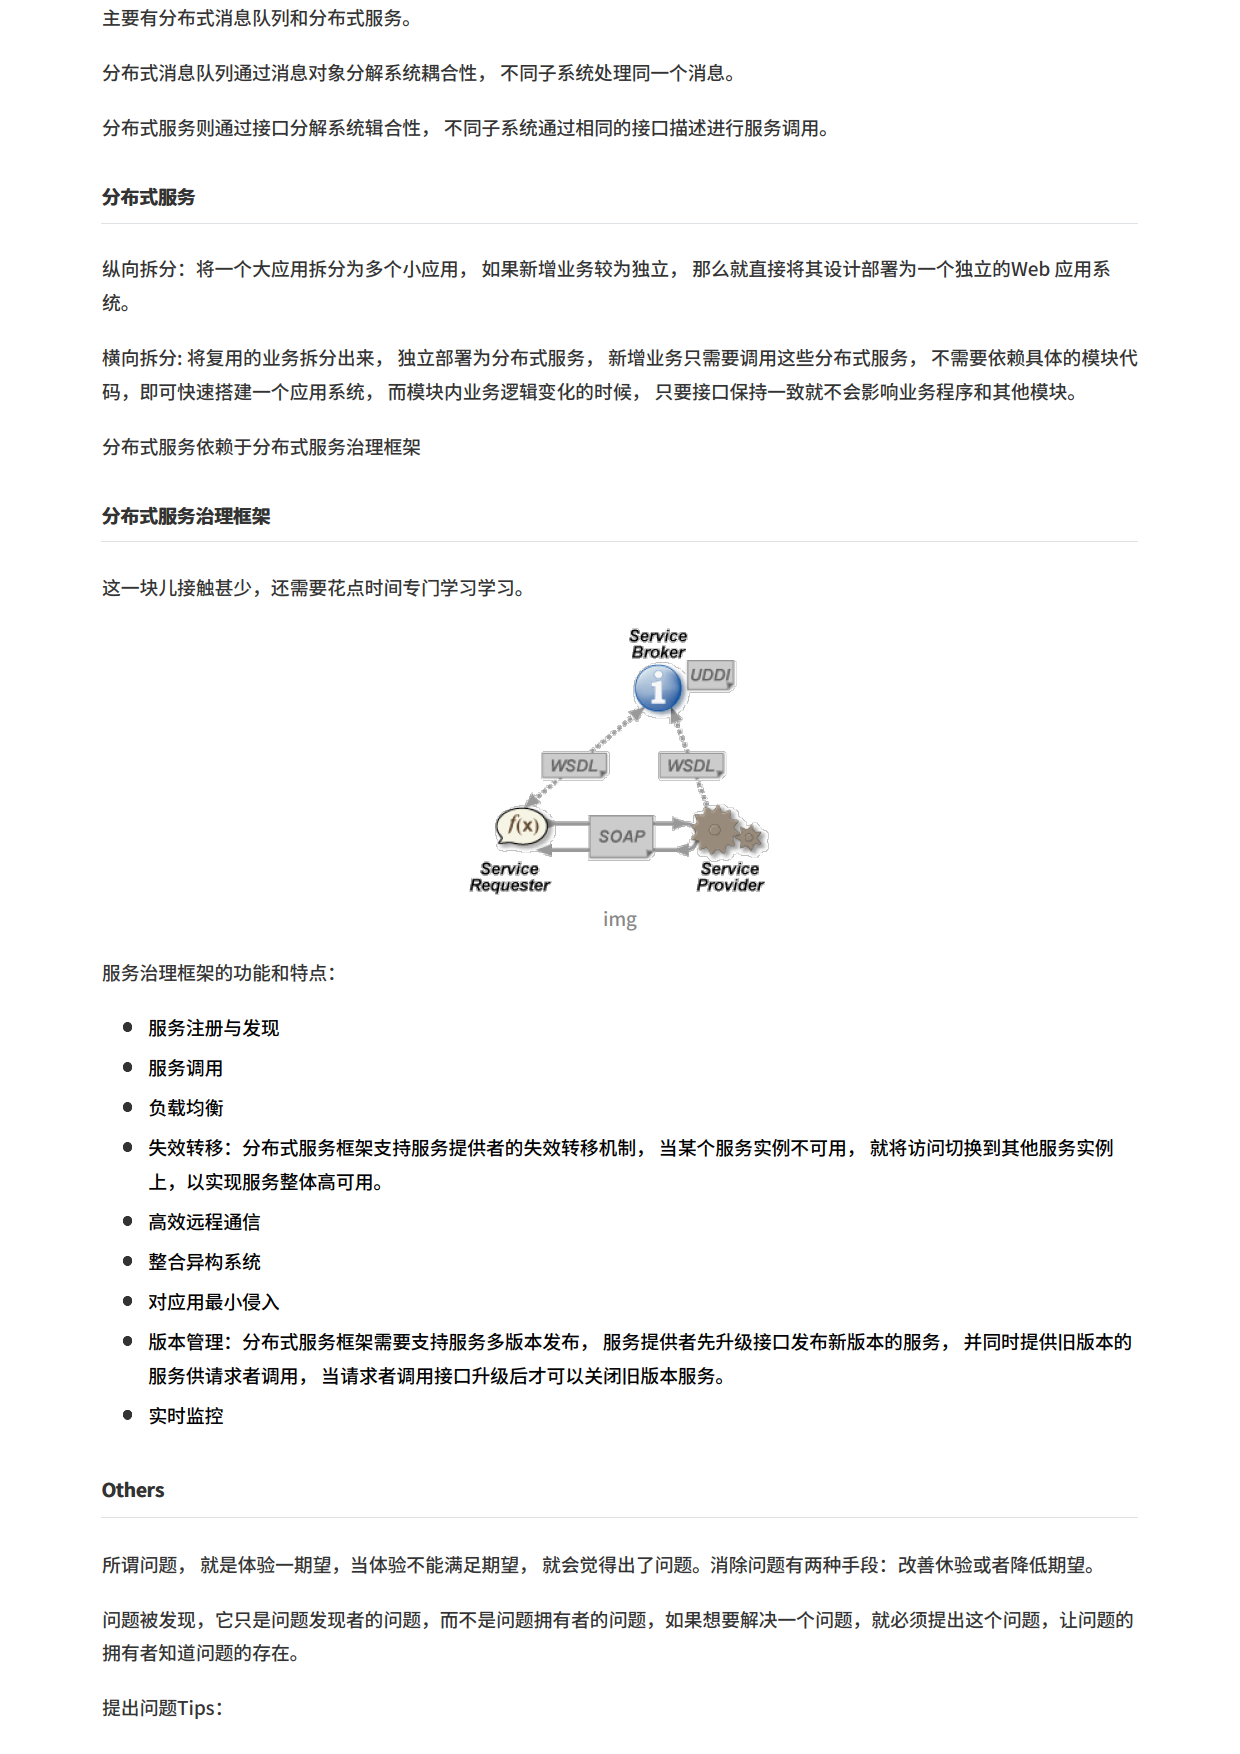 主要有分布式消息队列和分布式服务。
分布式消息队列通过消息对象分解系统耦合性， 不同子系统处理同一个消息。
分布式服务则通过接口分解系统辑合性， 不同子系统通过相同的接口描述进行服务调用。
分布式服务
纵向拆分：将一个大应用拆分为多个小应用， 如果新增业务较为独立， 那么就直接将其设计部署为一个独立的Web 应用系
统。
横向拆分: 将复用的业务拆分出来， 独立部署为分布式服务， 新增业务只需要调用这些分布式服务， 不需要依赖具体的模块代
码，即可快速搭建一个应用系统， 而模块内业务逻辑变化的时候， 只要接口保持一致就不会影响业务程序和其他模块。
分布式服务依赖于分布式服务治理框架
分布式服务治理框架
这一块儿接触甚少，还需要花点时间专门学习学习。
Service
Broker
UDDI
i
WSDL
WSDL
f(x)
SOAP
Service
Requester
Service
Provider
img
服务治理框架的功能和特点：
● 服务注册与发现
● 服务调用
● 负载均衡
● 失效转移：分布式服务框架支持服务提供者的失效转移机制， 当某个服务实例不可用， 就将访问切换到其他服务实例
上，以实现服务整体高可用。
● 高效远程通信
● 整合异构系统
● 对应用最小侵入
● 版本管理：分布式服务框架需要支持服务多版本发布， 服务提供者先升级接口发布新版本的服务， 并同时提供旧版本的
服务供请求者调用， 当请求者调用接口升级后才可以关闭旧版本服务。
● 实时监控
Others
所谓问题， 就是体验一期望，当体验不能满足期望， 就会觉得出了问题。消除问题有两种手段：改善休验或者降低期望。
问题被发现，它只是问题发现者的问题，而不是问题拥有者的问题，如果想要解决一个问题，就必须提出这个问题，让问题的
拥有者知道问题的存在。
提出问题Tips：